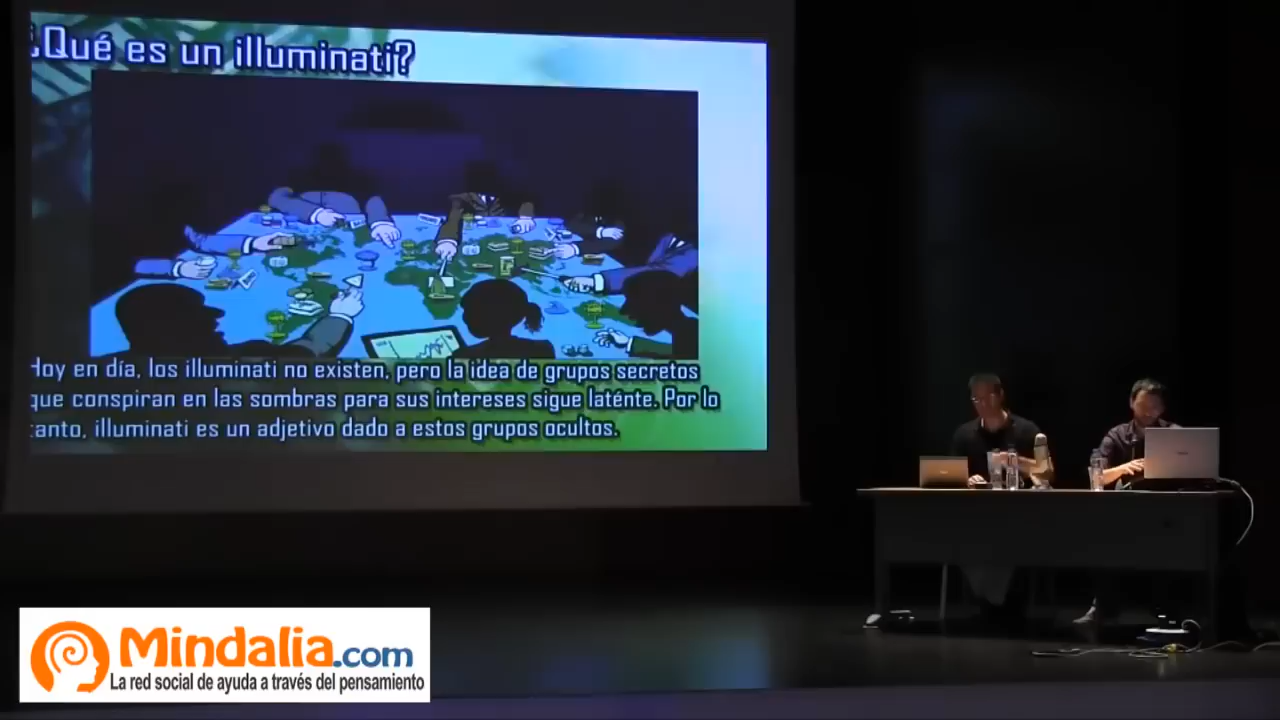 ¿Qué es un illuminati?
Hoy en día, los illuminati no existen, pero la idea de grupos secretos
que conspiran en las sombras para sus intereses sigue laténte. Por lo
tanto, illuminati es un adjetivo dado a estos grupos ocultos.
Mindalia.com
La red social de ayuda a través del pensamiento